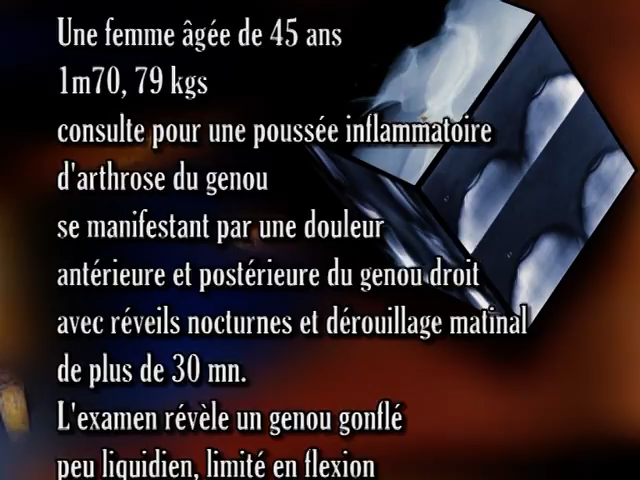 Une femme âgée de 45 ans
1m70, 79 kgs
consulte pour une poussée inflammatoire
d'arthrose du genou
se manifestant par une douleur
antérieure et postérieure du genou droit
avec réveils nocturnes et dérouillage matinal
de plus de 30 mn.
L'examen révèle un genou gonflé
peu liquidien, limité en flexion